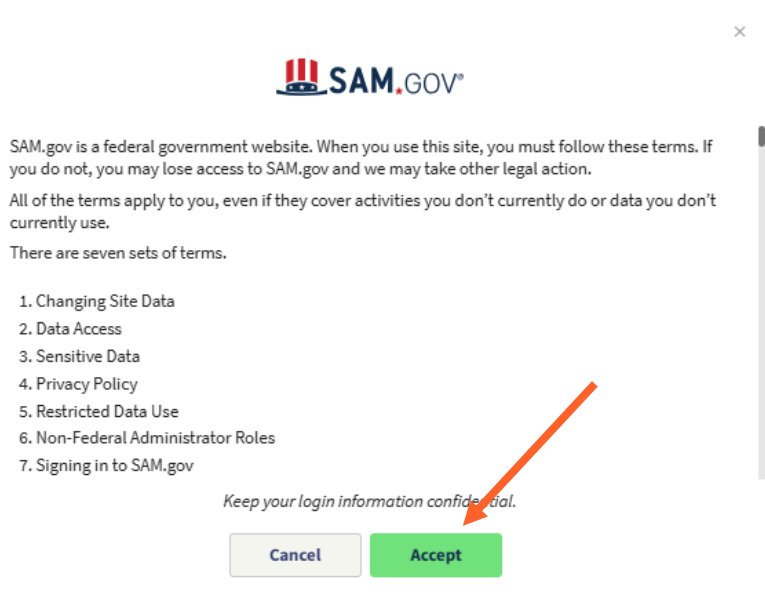 SAM.GOV®
SAM.gov is a federal government website. When you use this site, you must follow these terms. If
you do not, you may lose access to SAM.gov and we may take other legal action.
All of the terms apply to you, even if they cover activities you don’t currently do or data you don’t
currently use.
There are seven sets of terms.
1. Changing Site Data
2. Data Access
3. Sensitive Data
4. Privacy Policy
5. Restricted Data Use
6. Non-Federal Administrator Roles
7. Signing in to SAM.gov
Keep your login information confidential.
Cancel
Accept